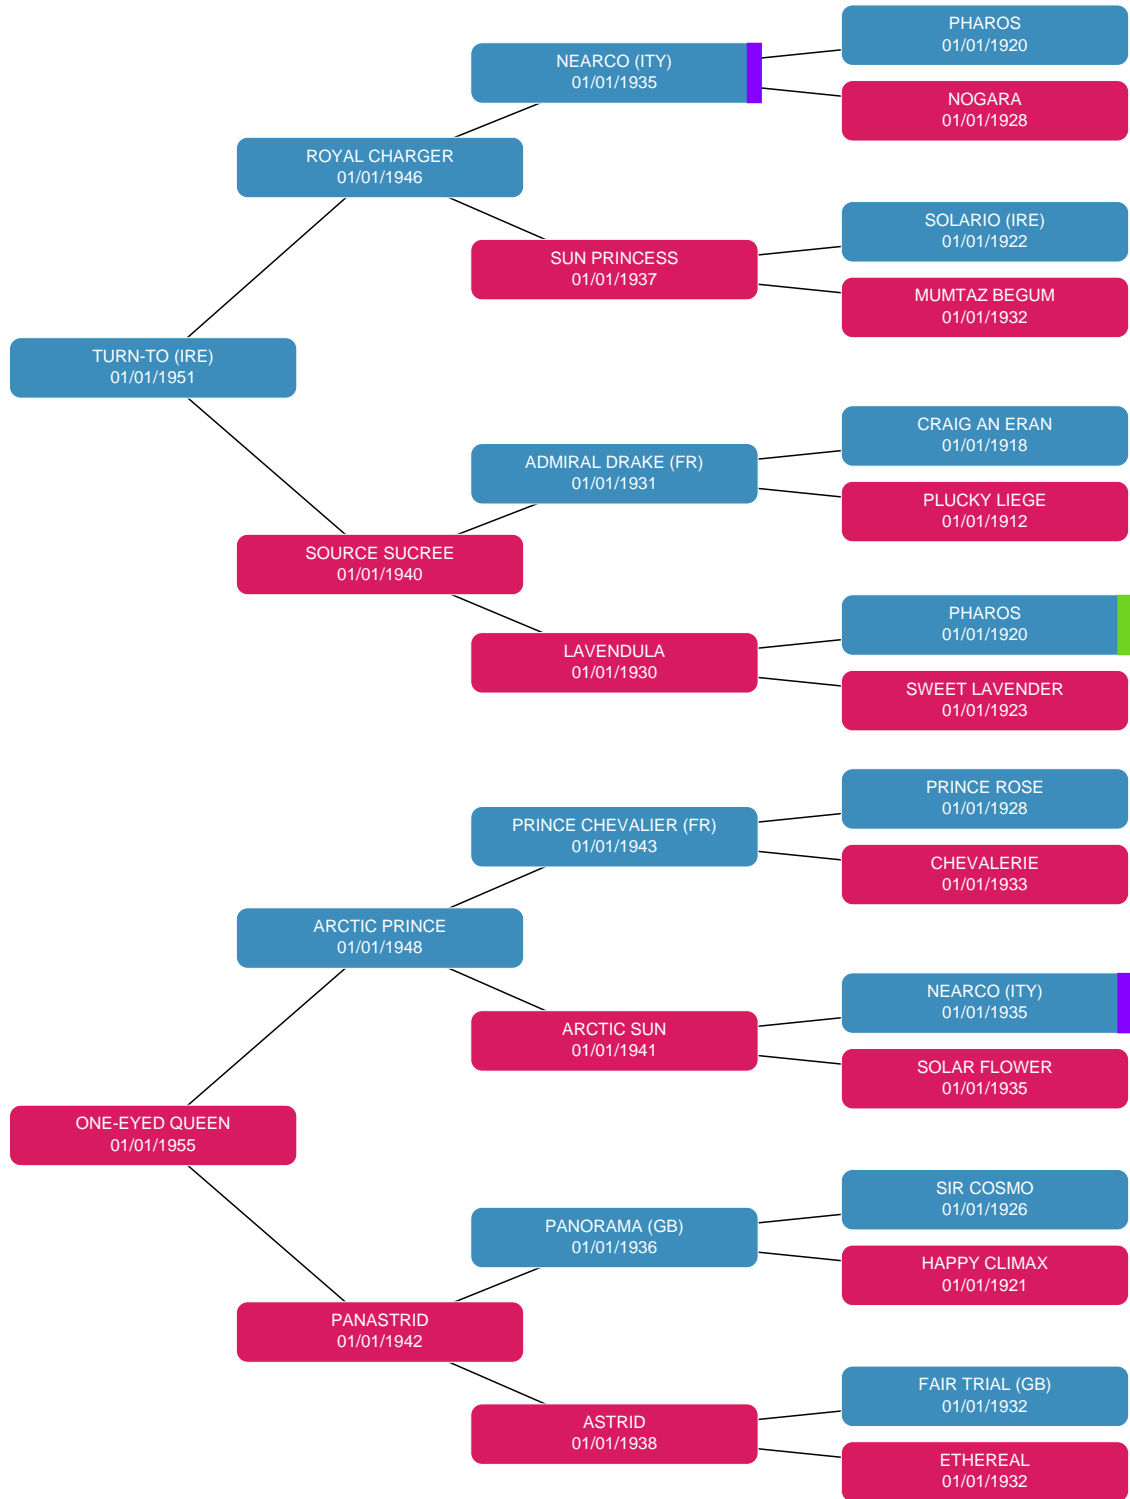 PHAROS
01/01/1920
NEARCO (ITY)
01/01/1935
NOGARA
01/01/1928
ROYAL CHARGER
01/01/1946
SOLARIO (IRE)
01/01/1922
SUN PRINCESS
01/01/1937
MUMTAZ BEGUM
01/01/1932
TURN-TO (IRE)
01/01/1951
CRAIG AN ERAN
01/01/1918
ADMIRAL DRAKE (FR)
01/01/1931
PLUCKY LIEGE
01/01/1912
SOURCE SUCREE
01/01/1940
PHAROS
01/01/1920
LAVENDULA
01/01/1930
SWEET LAVENDER
01/01/1923
PRINCE ROSE
01/01/1928
PRINCE CHEVALIER (FR)
01/01/1943
CHEVALERIE
01/01/1933
ARCTIC PRINCE
01/01/1948
NEARCO (ITY)
01/01/1935
ARCTIC SUN
01/01/1941
SOLAR FLOWER
01/01/1935
ONE-EYED QUEEN
01/01/1955
SIR COSMO
01/01/1926
PANORAMA (GB)
01/01/1936
HAPPY CLIMAX
01/01/1921
PANASTRID
01/01/1942
FAIR TRIAL (GB)
01/01/1932
ASTRID
01/01/1938
ETHEREAL
01/01/1932